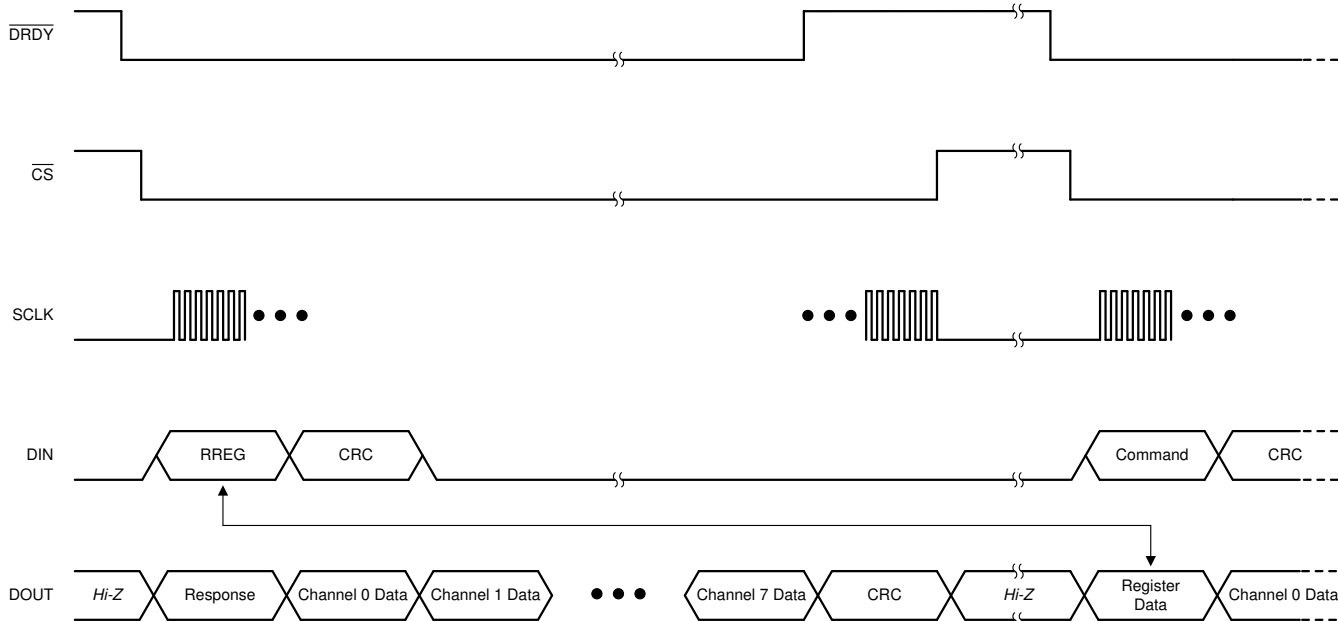 DRDY
CS
SCLK
DIN
RREG
CRC
Command
CRC
DOUT
Hi-Z
Response
Channel 0 Data
Channel 1 Data
Channel 7 Data
CRC
Hi-Z
Register
Data
Channel 0 Data